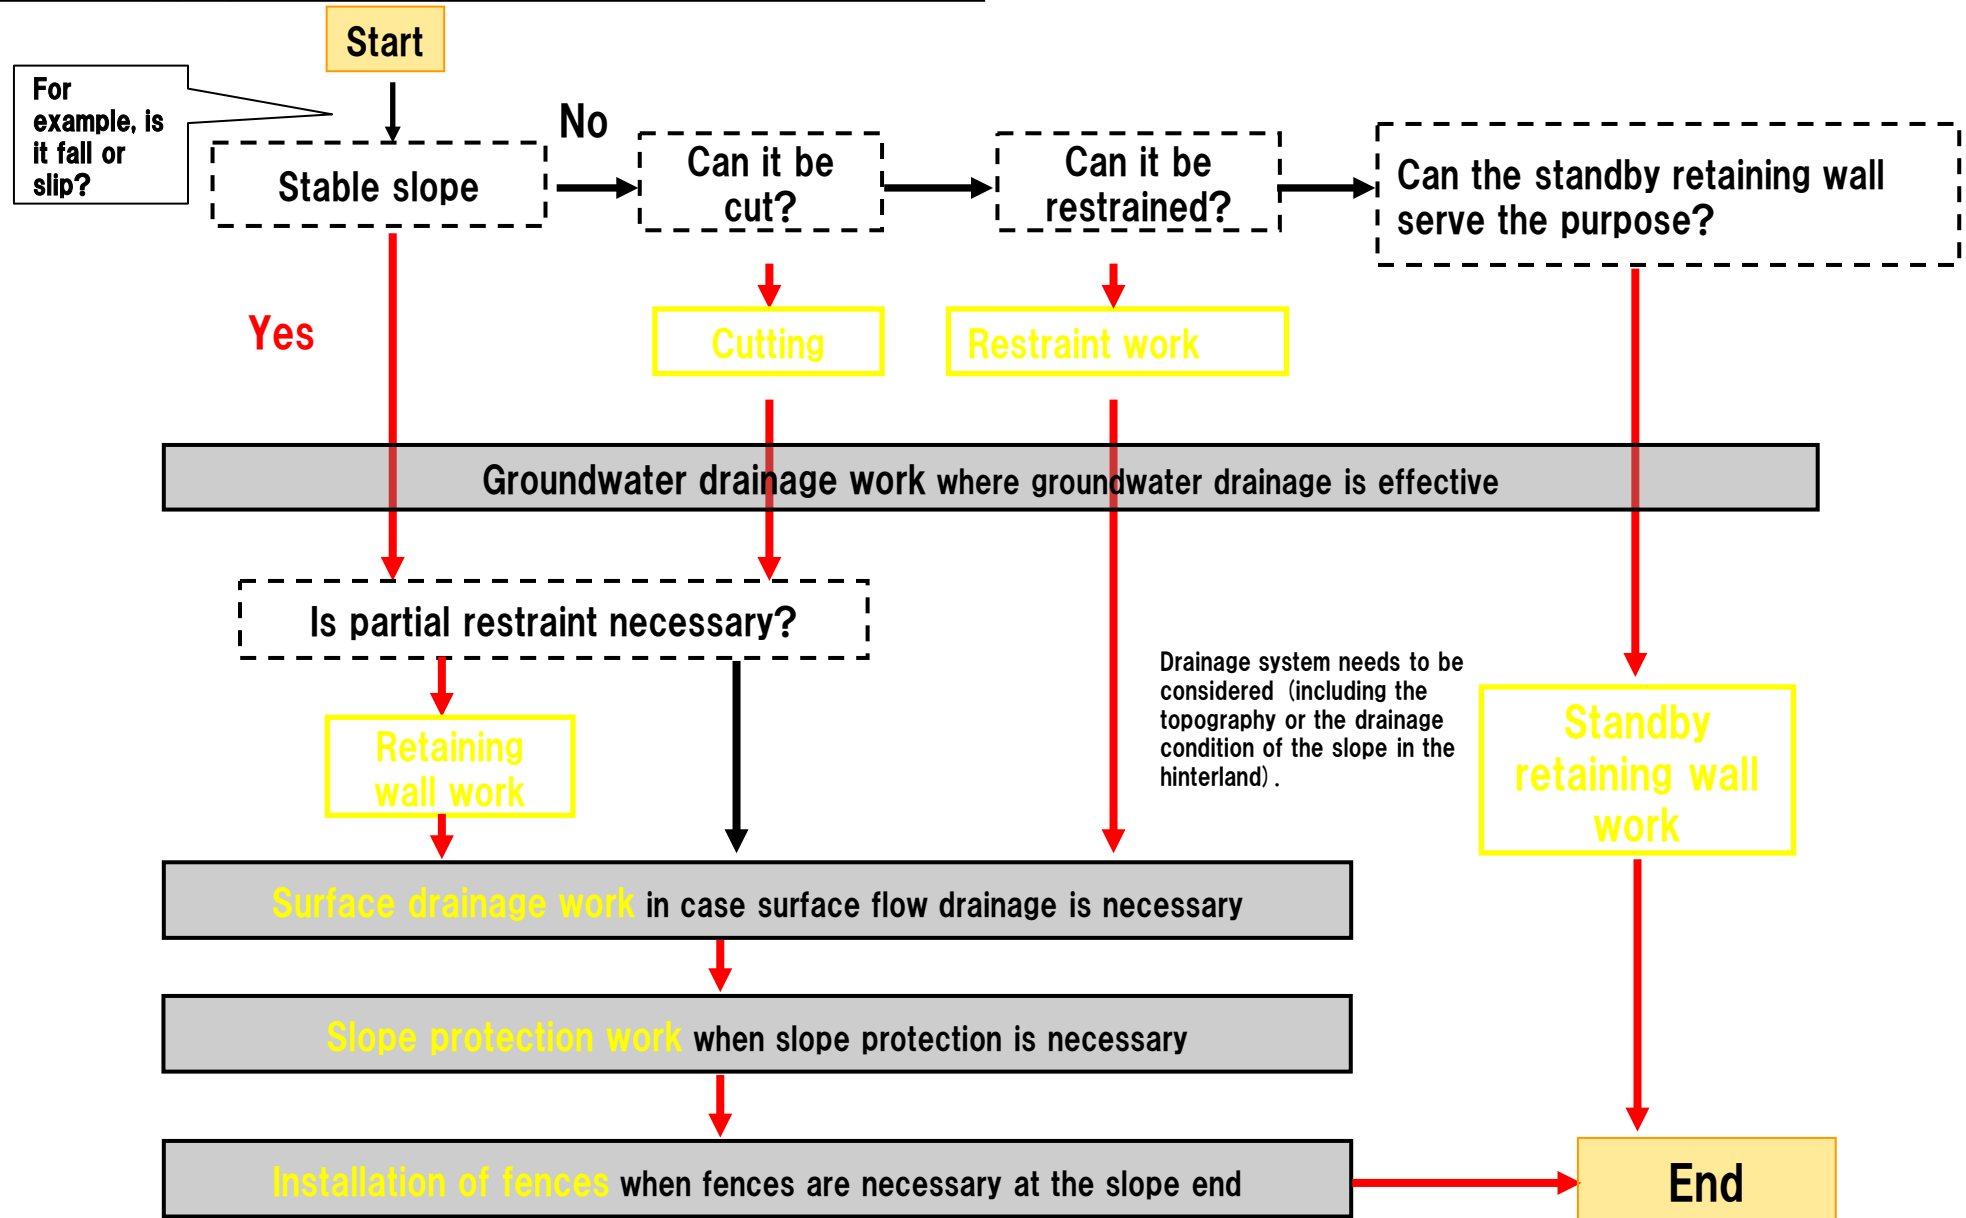 Start
For
example, is
it fall or
slip?
No
Stable slope
Can it be
cut?
Can it be
restrained?
Can the standby retaining wall
serve the purpose?
Yes
Cutting
Restraint work
Groundwater drainage work where groundwater drainage is effective
Is partial restraint necessary?
Drainage system needs to be
considered (including the
topography or the drainage
condition of the slope in the
hinterland).
Retaining
wall work
Standby
retaining wall
work
Surface drainage work in case surface flow drainage is necessary
Slope protection work when slope protection is necessary
Installation of fences when fences are necessary at the slope end
End